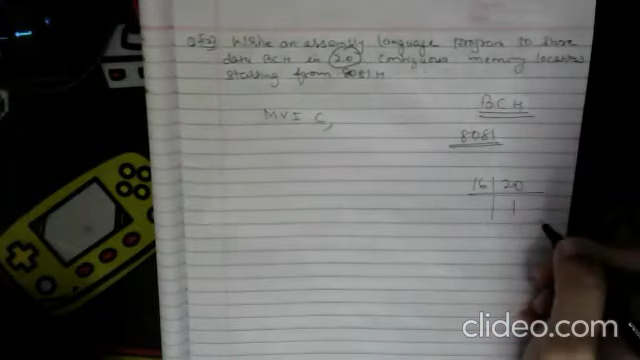 Write an assembly language program to store
data BCH in 20 contiguous memory locations
starting from 8081H
BCH
MVI C,
8081
16 20
1
clideo.com